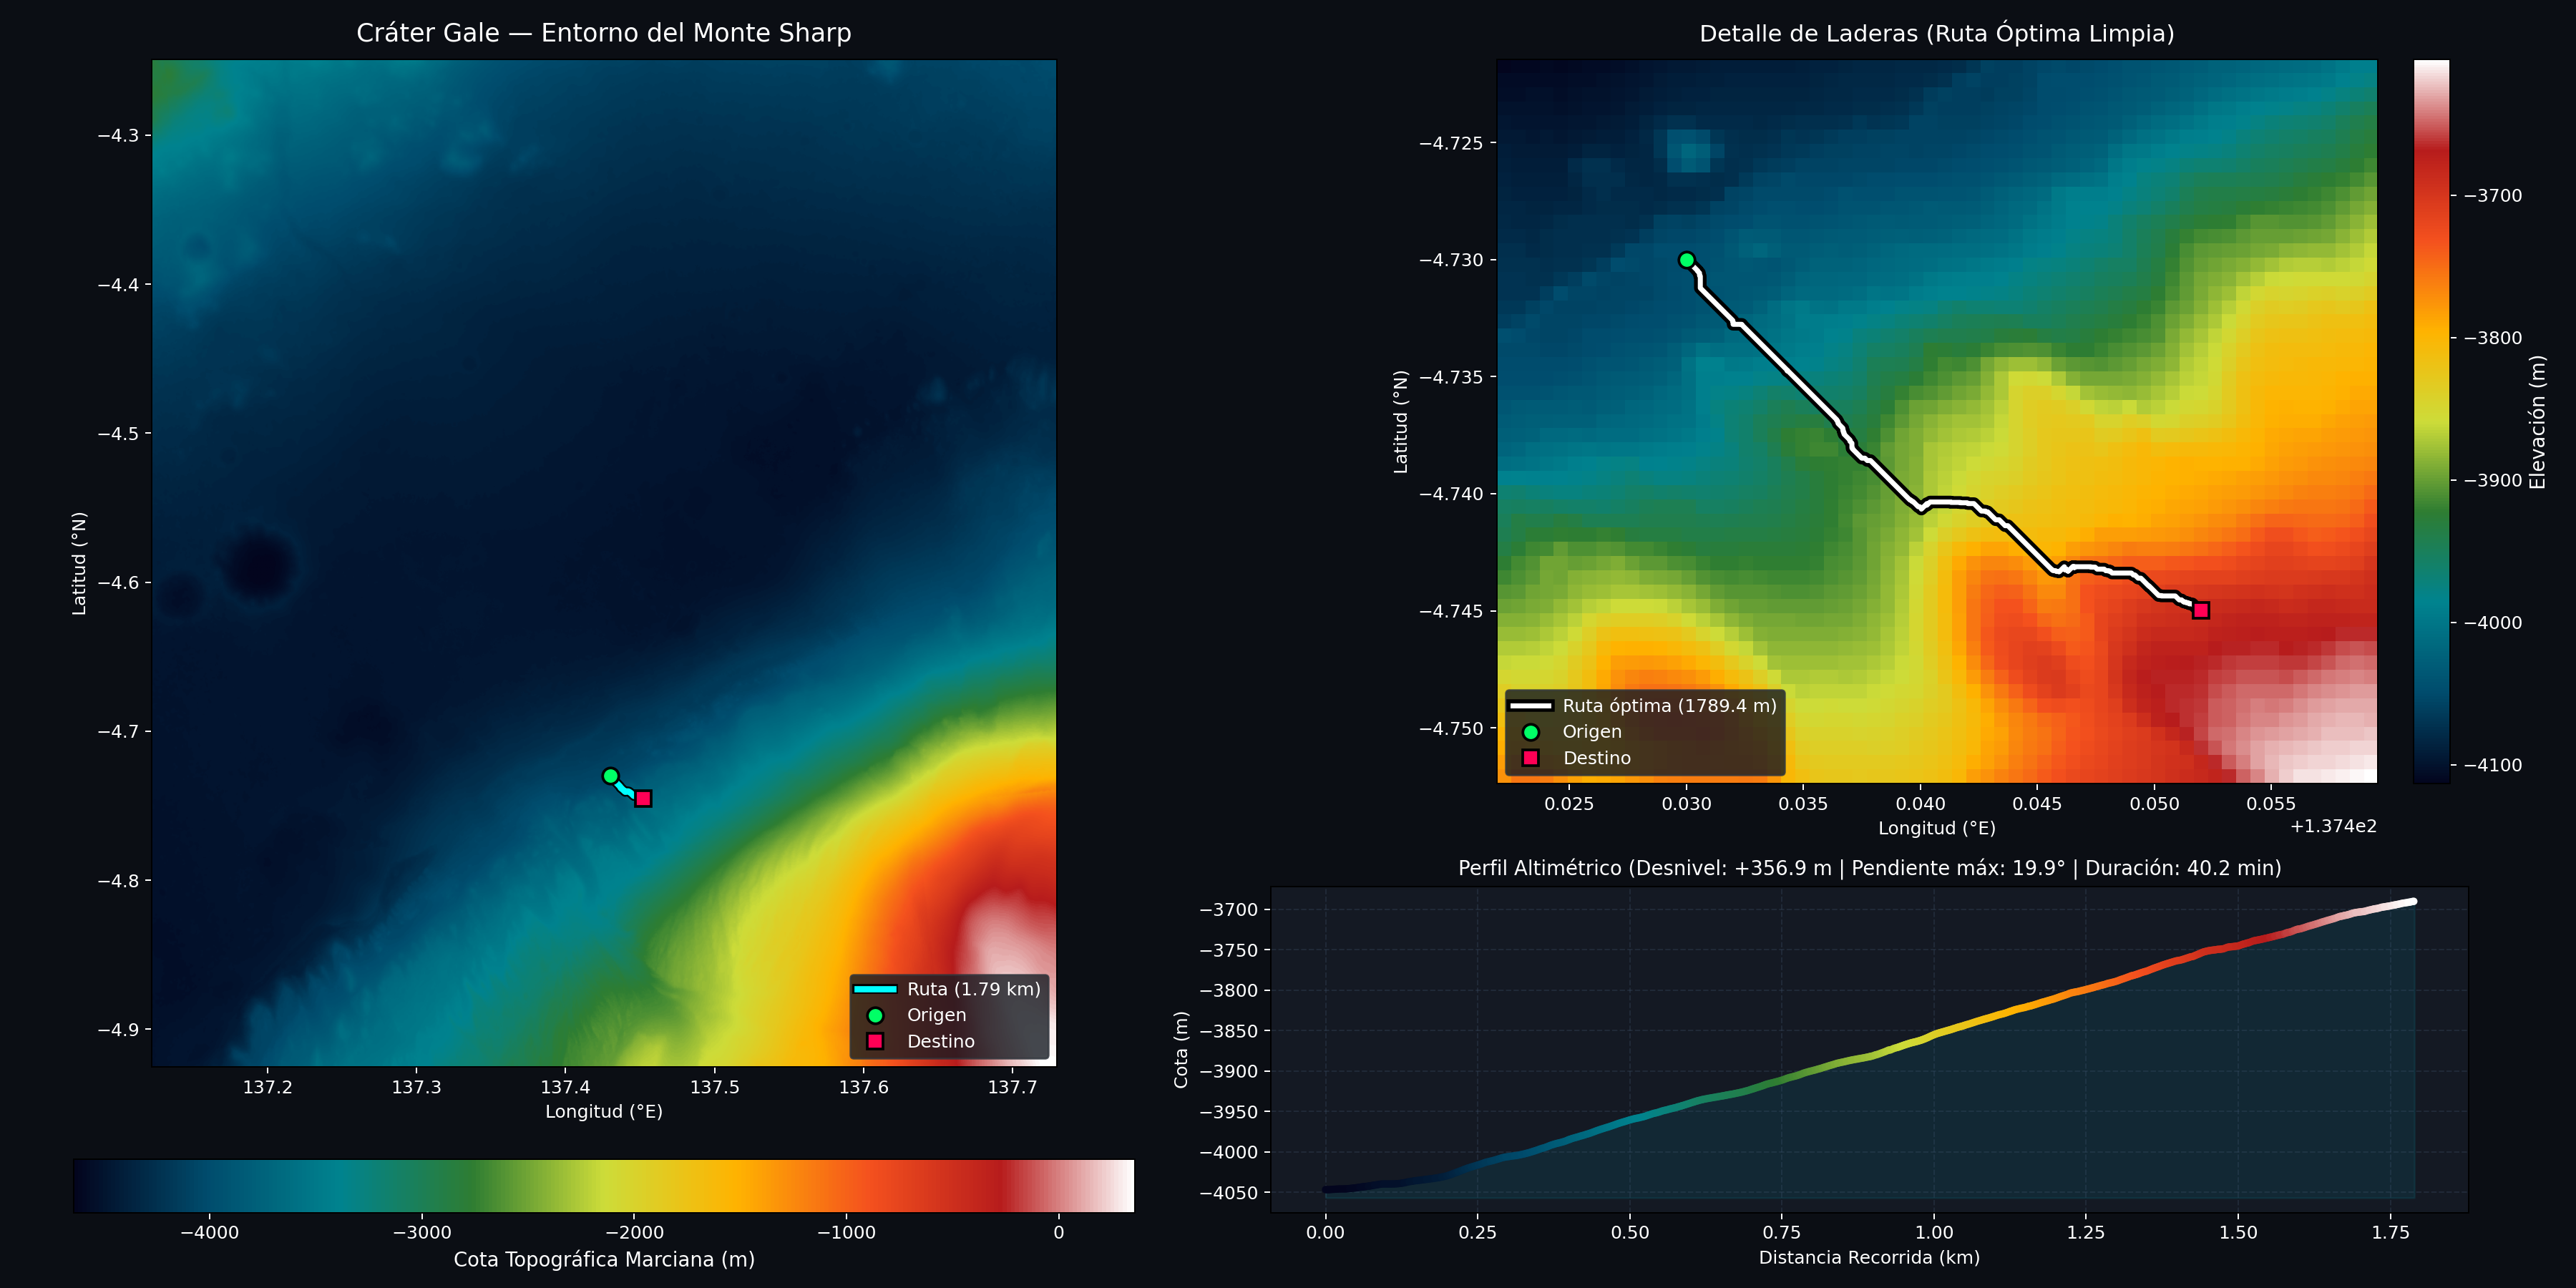 Cráter Gale — Entorno del Monte Sharp
−4.3
−4.4
−4.5
−4.6
−4.7
−4.8
−4.9
Latitud (°N)
137.2 137.3 137.4 137.5 137.6 137.7
Longitud (°E)
Ruta (1.79 km)
Origen
Destino
−4000 −3000 −2000 −1000 0
Cota Topográfica Marciana (m)
Detalle de Laderas (Ruta Óptima Limpia)
−4.725
−4.730
−4.735
−4.740
−4.745
−4.750
Latitud (°N)
Ruta óptima (1789.4 m)
Origen
Destino
0.025 0.030 0.035 0.040 0.045 0.050 0.055
Longitud (°E)
+1.374e2
−3700
−3800
−3900
−4000
−4100
Elevación (m)
Perfil Altimétrico (Desnivel: +356.9 m | Pendiente máx: 19.9° | Duración: 40.2 min)
−3700
−3750
−3800
−3850
−3900
−3950
−4000
−4050
Cota (m)
0.00 0.25 0.50 0.75 1.00 1.25 1.50 1.75
Distancia Recorrida (km)